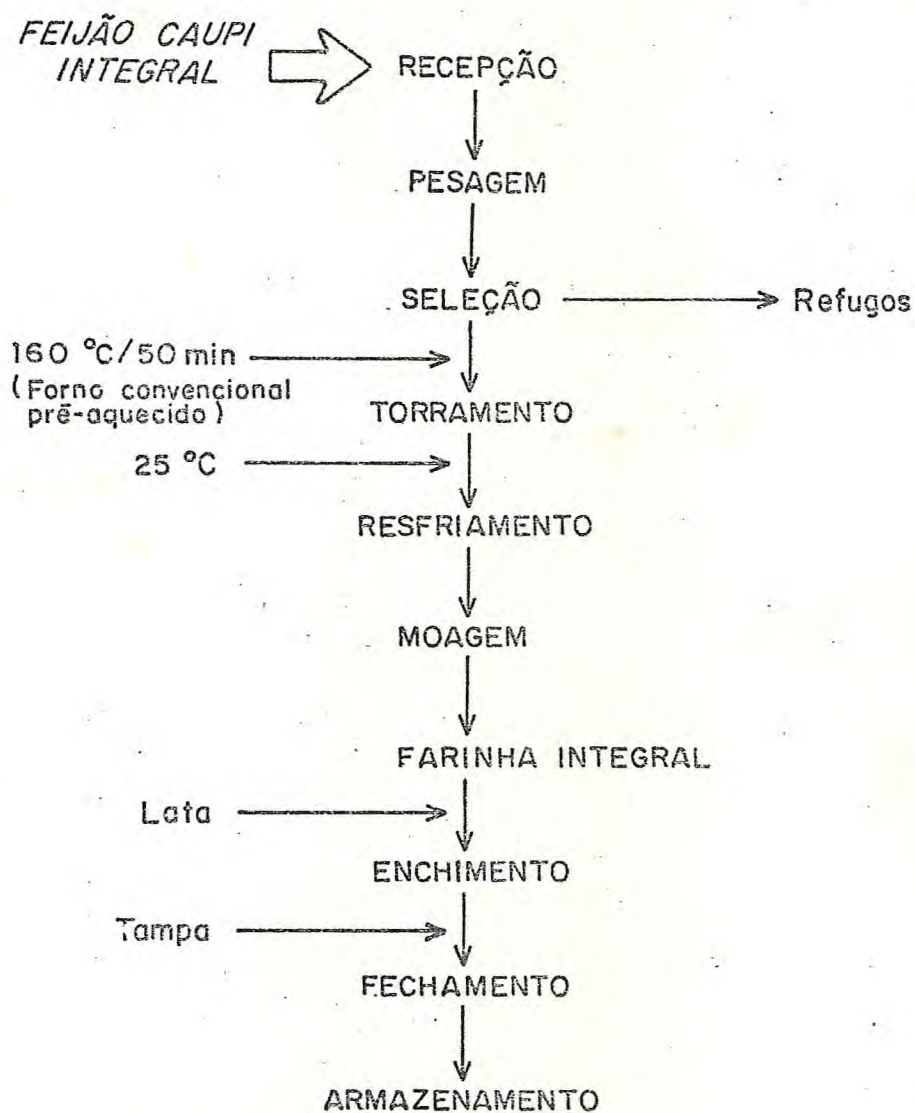 FEIJÃO CAUPI
INTEGRAL
RECEPÇÃO
PESAGEM
SELEÇÃO
Refugos
160 °C/50 min
(Forno convencional
pré-aquecido)
TORRAMENTO
25 °C
RESFRIAMENTO
MOAGEM
FARINHA INTEGRAL
Lata
ENCHIMENTO
Tampa
FECHAMENTO
ARMAZENAMENTO